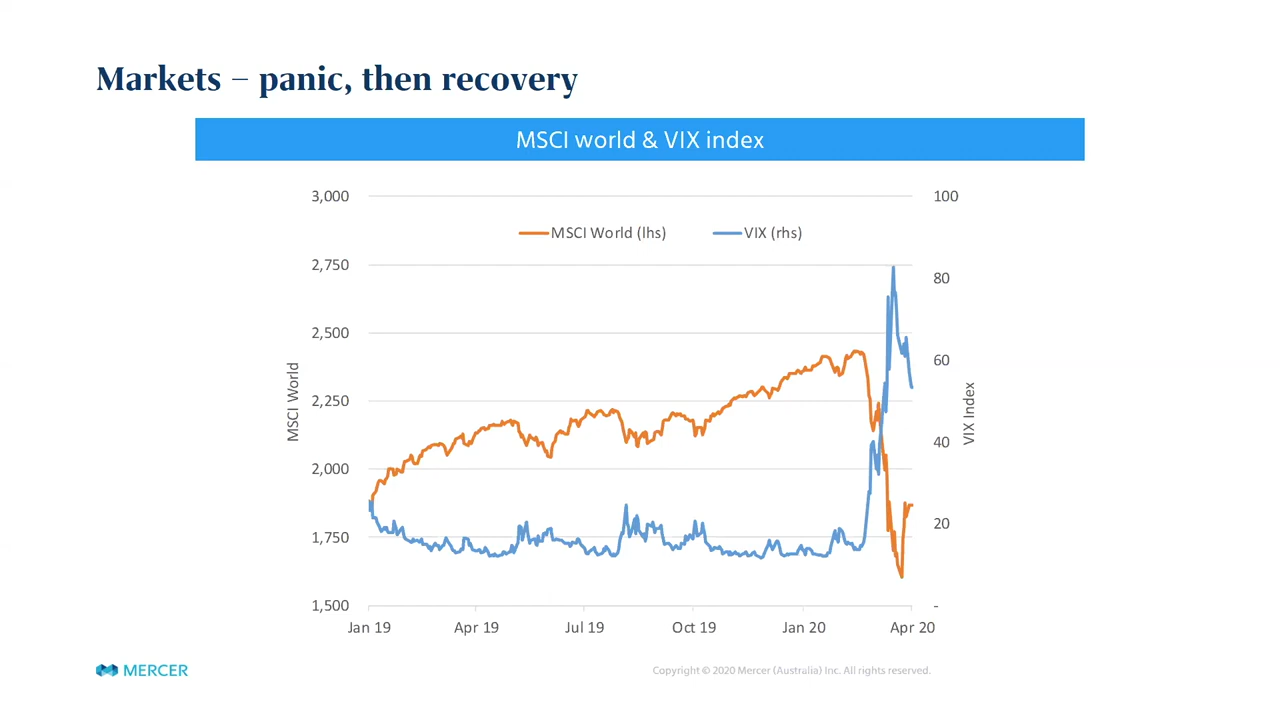 Markets – panic, then recovery
MSCI world & VIX index
3,000
2,750
2,500
2,250
2,000
1,750
1,500
MSCI World
MSCI World (lhs)
VIX (rhs)
100
80
60
40
20
-
VIX Index
Jan 19
Apr 19
Jul 19
Oct 19
Jan 20
Apr 20
MERCER
Copyright © 2020 Mercer (Australia) Inc. All rights reserved.